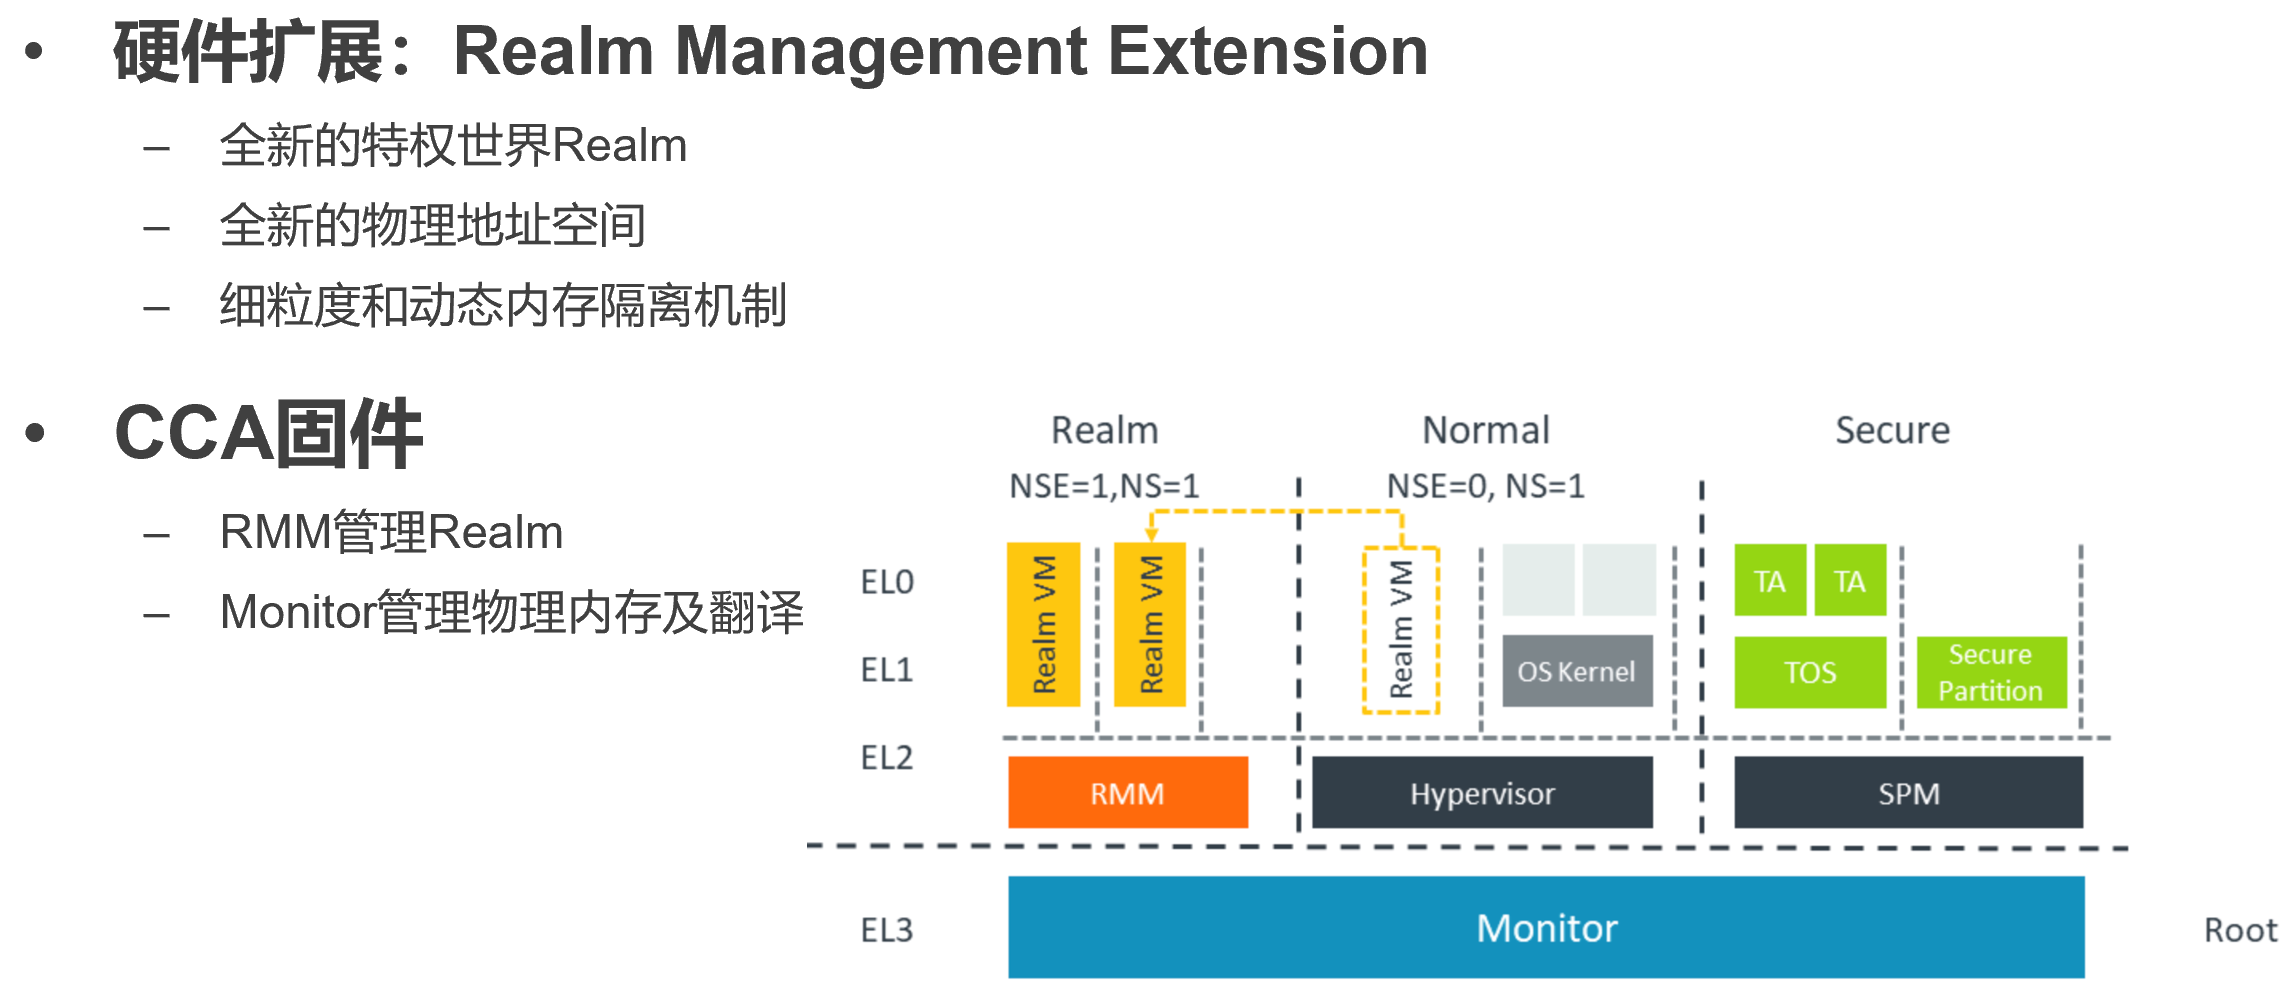 • 硬件扩展：Realm Management Extension
– 全新的特权世界Realm
– 全新的物理地址空间
– 细粒度和动态内存隔离机制
• CCA固件
– RMM管理Realm
– Monitor管理物理内存及翻译
Realm Normal Secure
NSE=1,NS=1 NSE=0, NS=1
EL0
Realm VM
Realm VM
Realm VM
TA TA
EL1
OS Kernel
TOS
Secure
Partition
EL2
RMM
Hypervisor
SPM
EL3
Monitor
Root